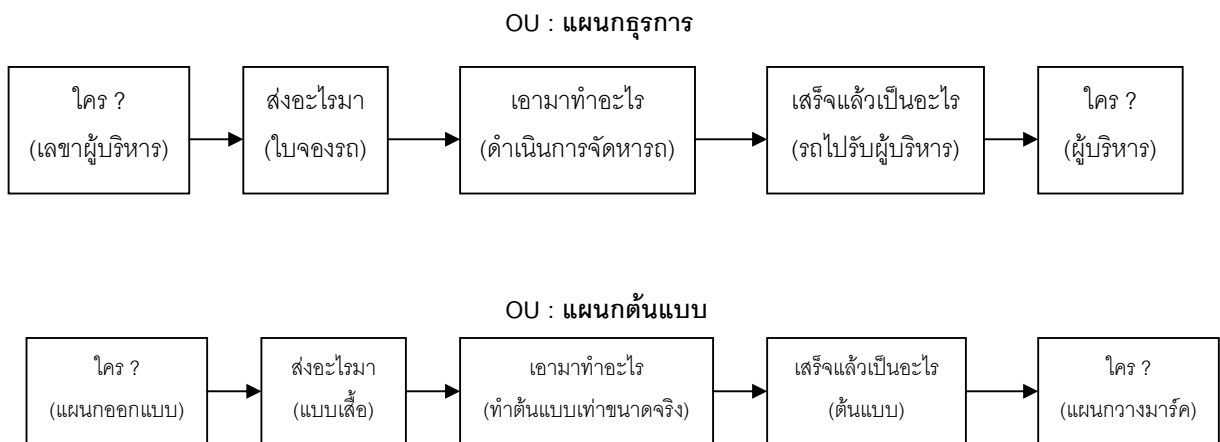 OU : แผนกธุรการ
ใคร ?
(เลขาผู้บริหาร)
ส่งอะไรมา
(ใบจองรถ)
เอามาทำอะไร
(ดำเนินการจัดหารถ)
เสร็จแล้วเป็นอะไร
(รถไปรับผู้บริหาร)
ใคร ?
(ผู้บริหาร)
OU : แผนกต้นแบบ
ใคร ?
(แผนกออกแบบ)
ส่งอะไรมา
(แบบเสื้อ)
เอามาทำอะไร
(ทำต้นแบบเท่าขนาดจริง)
เสร็จแล้วเป็นอะไร
(ต้นแบบ)
ใคร ?
(แผนกวางมาร์ค)